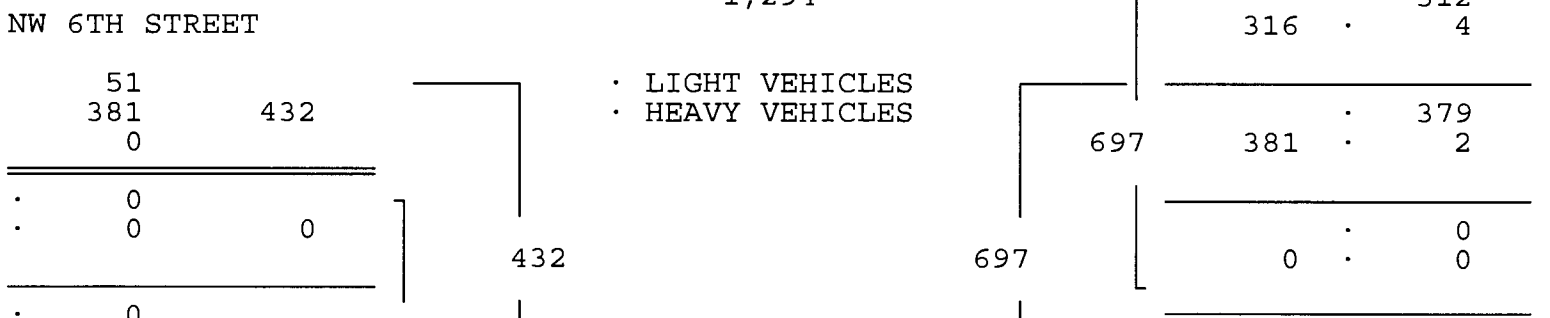 NW 6TH STREET
316 · 4
51
· LIGHT VEHICLES
381 432
· HEAVY VEHICLES
· 379
0
697 381 · 2
· 0
· 0 0
· 0
432 697 0 · 0